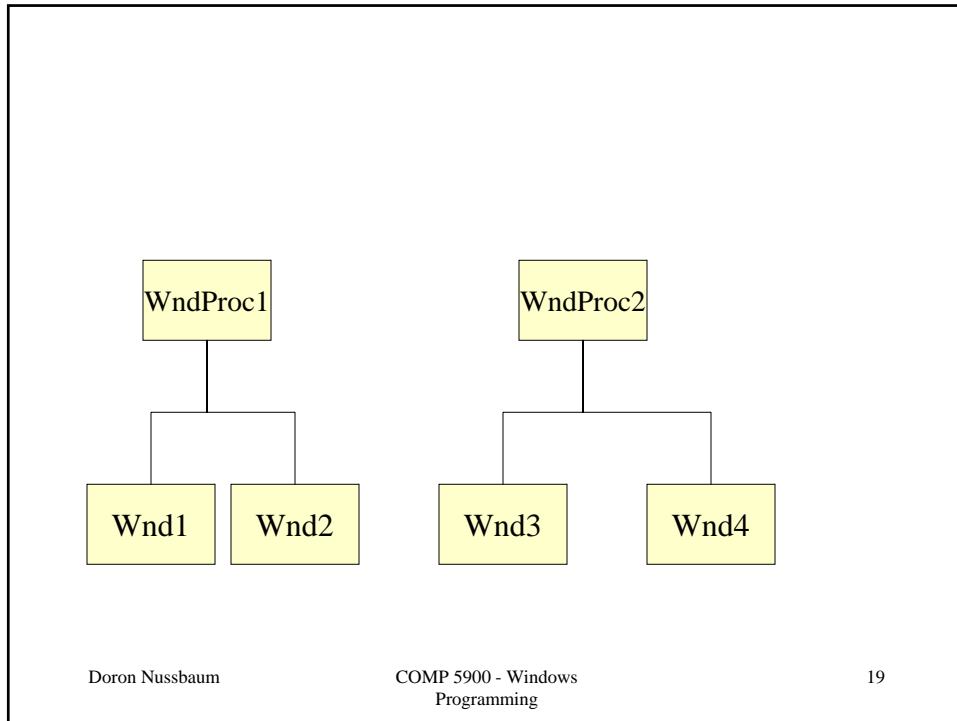 WndProc1 WndProc2
Wnd1 Wnd2 Wnd3 Wnd4
Doron Nussbaum COMP 5900 - Windows 19
Programming